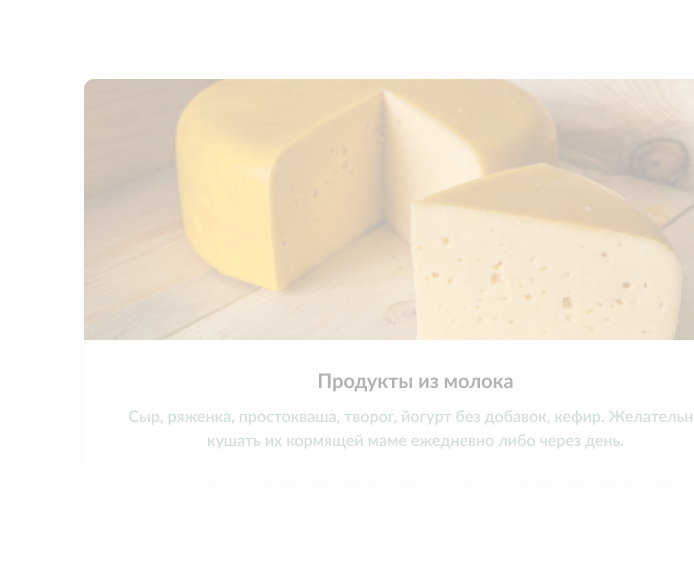 Продукты из молока
Сыр, ряженка, простокваша, творог, йогурт без добавок, кефир. Желательн
кушать их кормящей маме ежедневно либо через день.